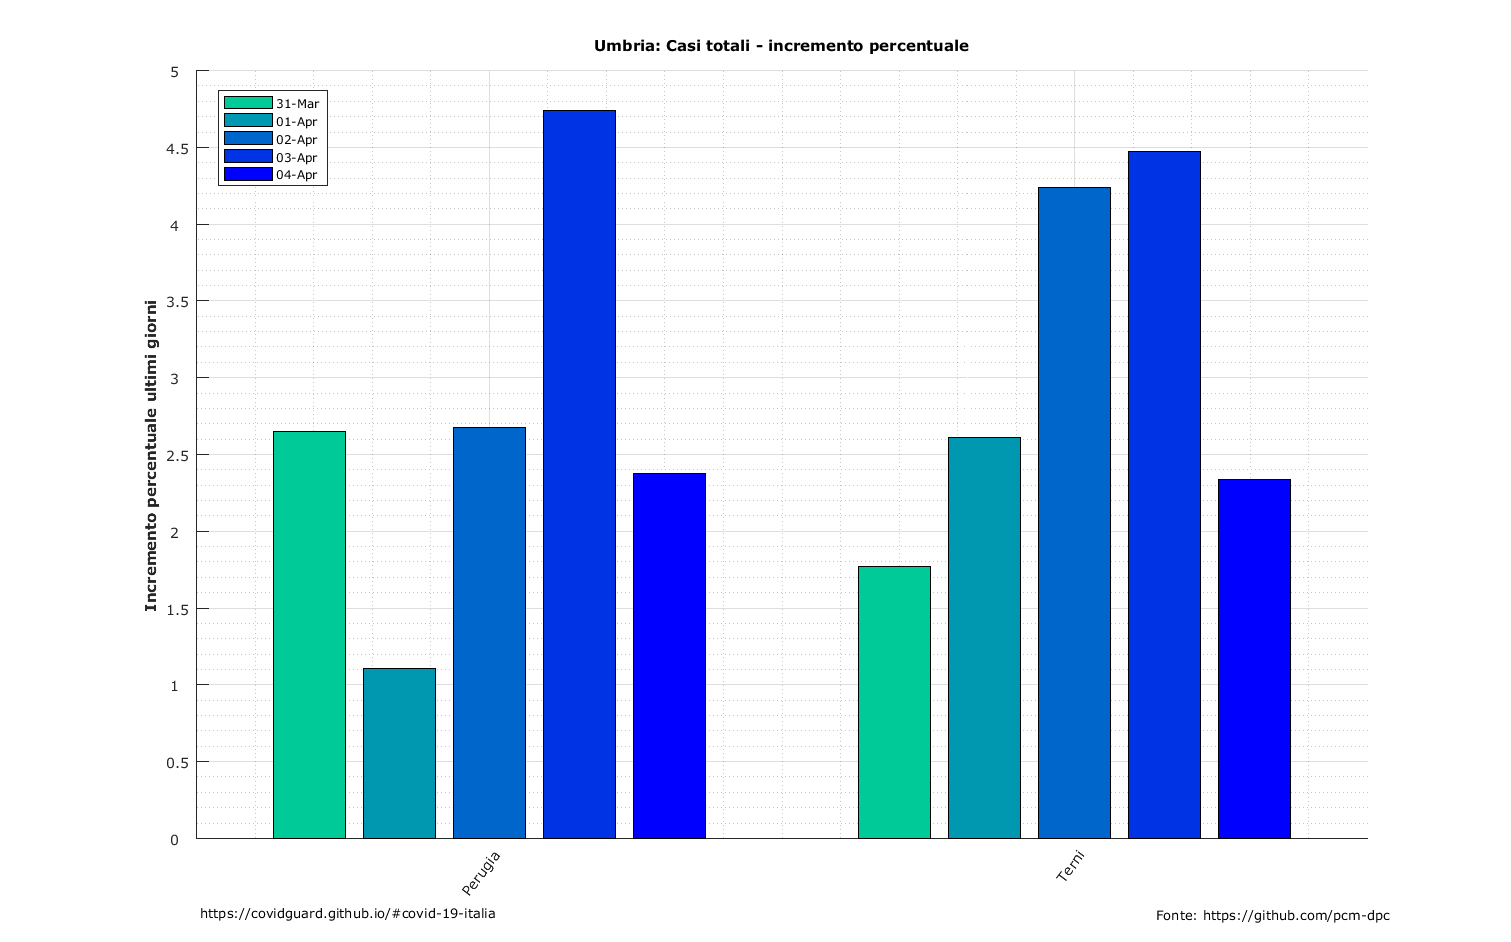 Umbria: Casi totali - incremento percentuale
5
4.5
4
3.5
3
2.5
2
1.5
1
0.5
0
31-Mar
01-Apr
02-Apr
03-Apr
04-Apr
Incremento percentuale ultimi giorni
Perugia
Terni
https://covidguard.github.io/#covid-19-italia
Fonte: https://github.com/pcm-dpc